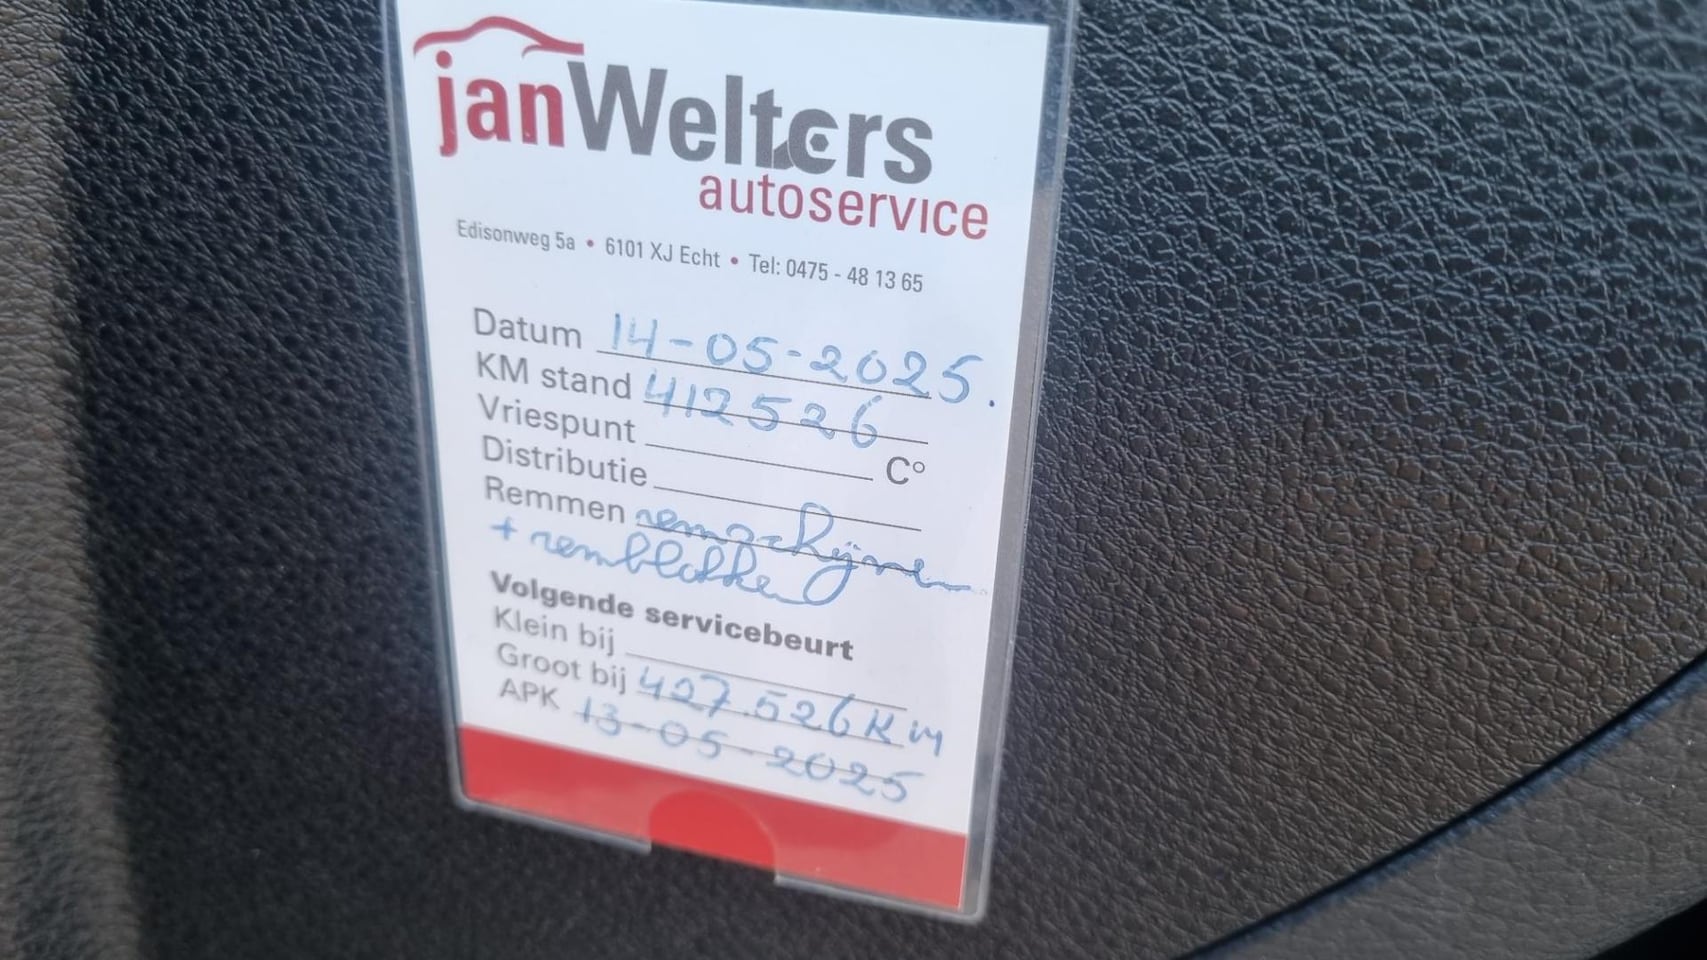 janWelters
autoservice
Edisonweg 5a • 6101 XJ Echt • Tel: 0475 - 48 13 65
Datum 14-05-2025.
KM stand 412526
Vriespunt C°
Distributie
Remmen remschijven
+ remblokken
Volgende servicebeurt
Klein bij
Groot bij 427.526 Km
APK 13-05-2025